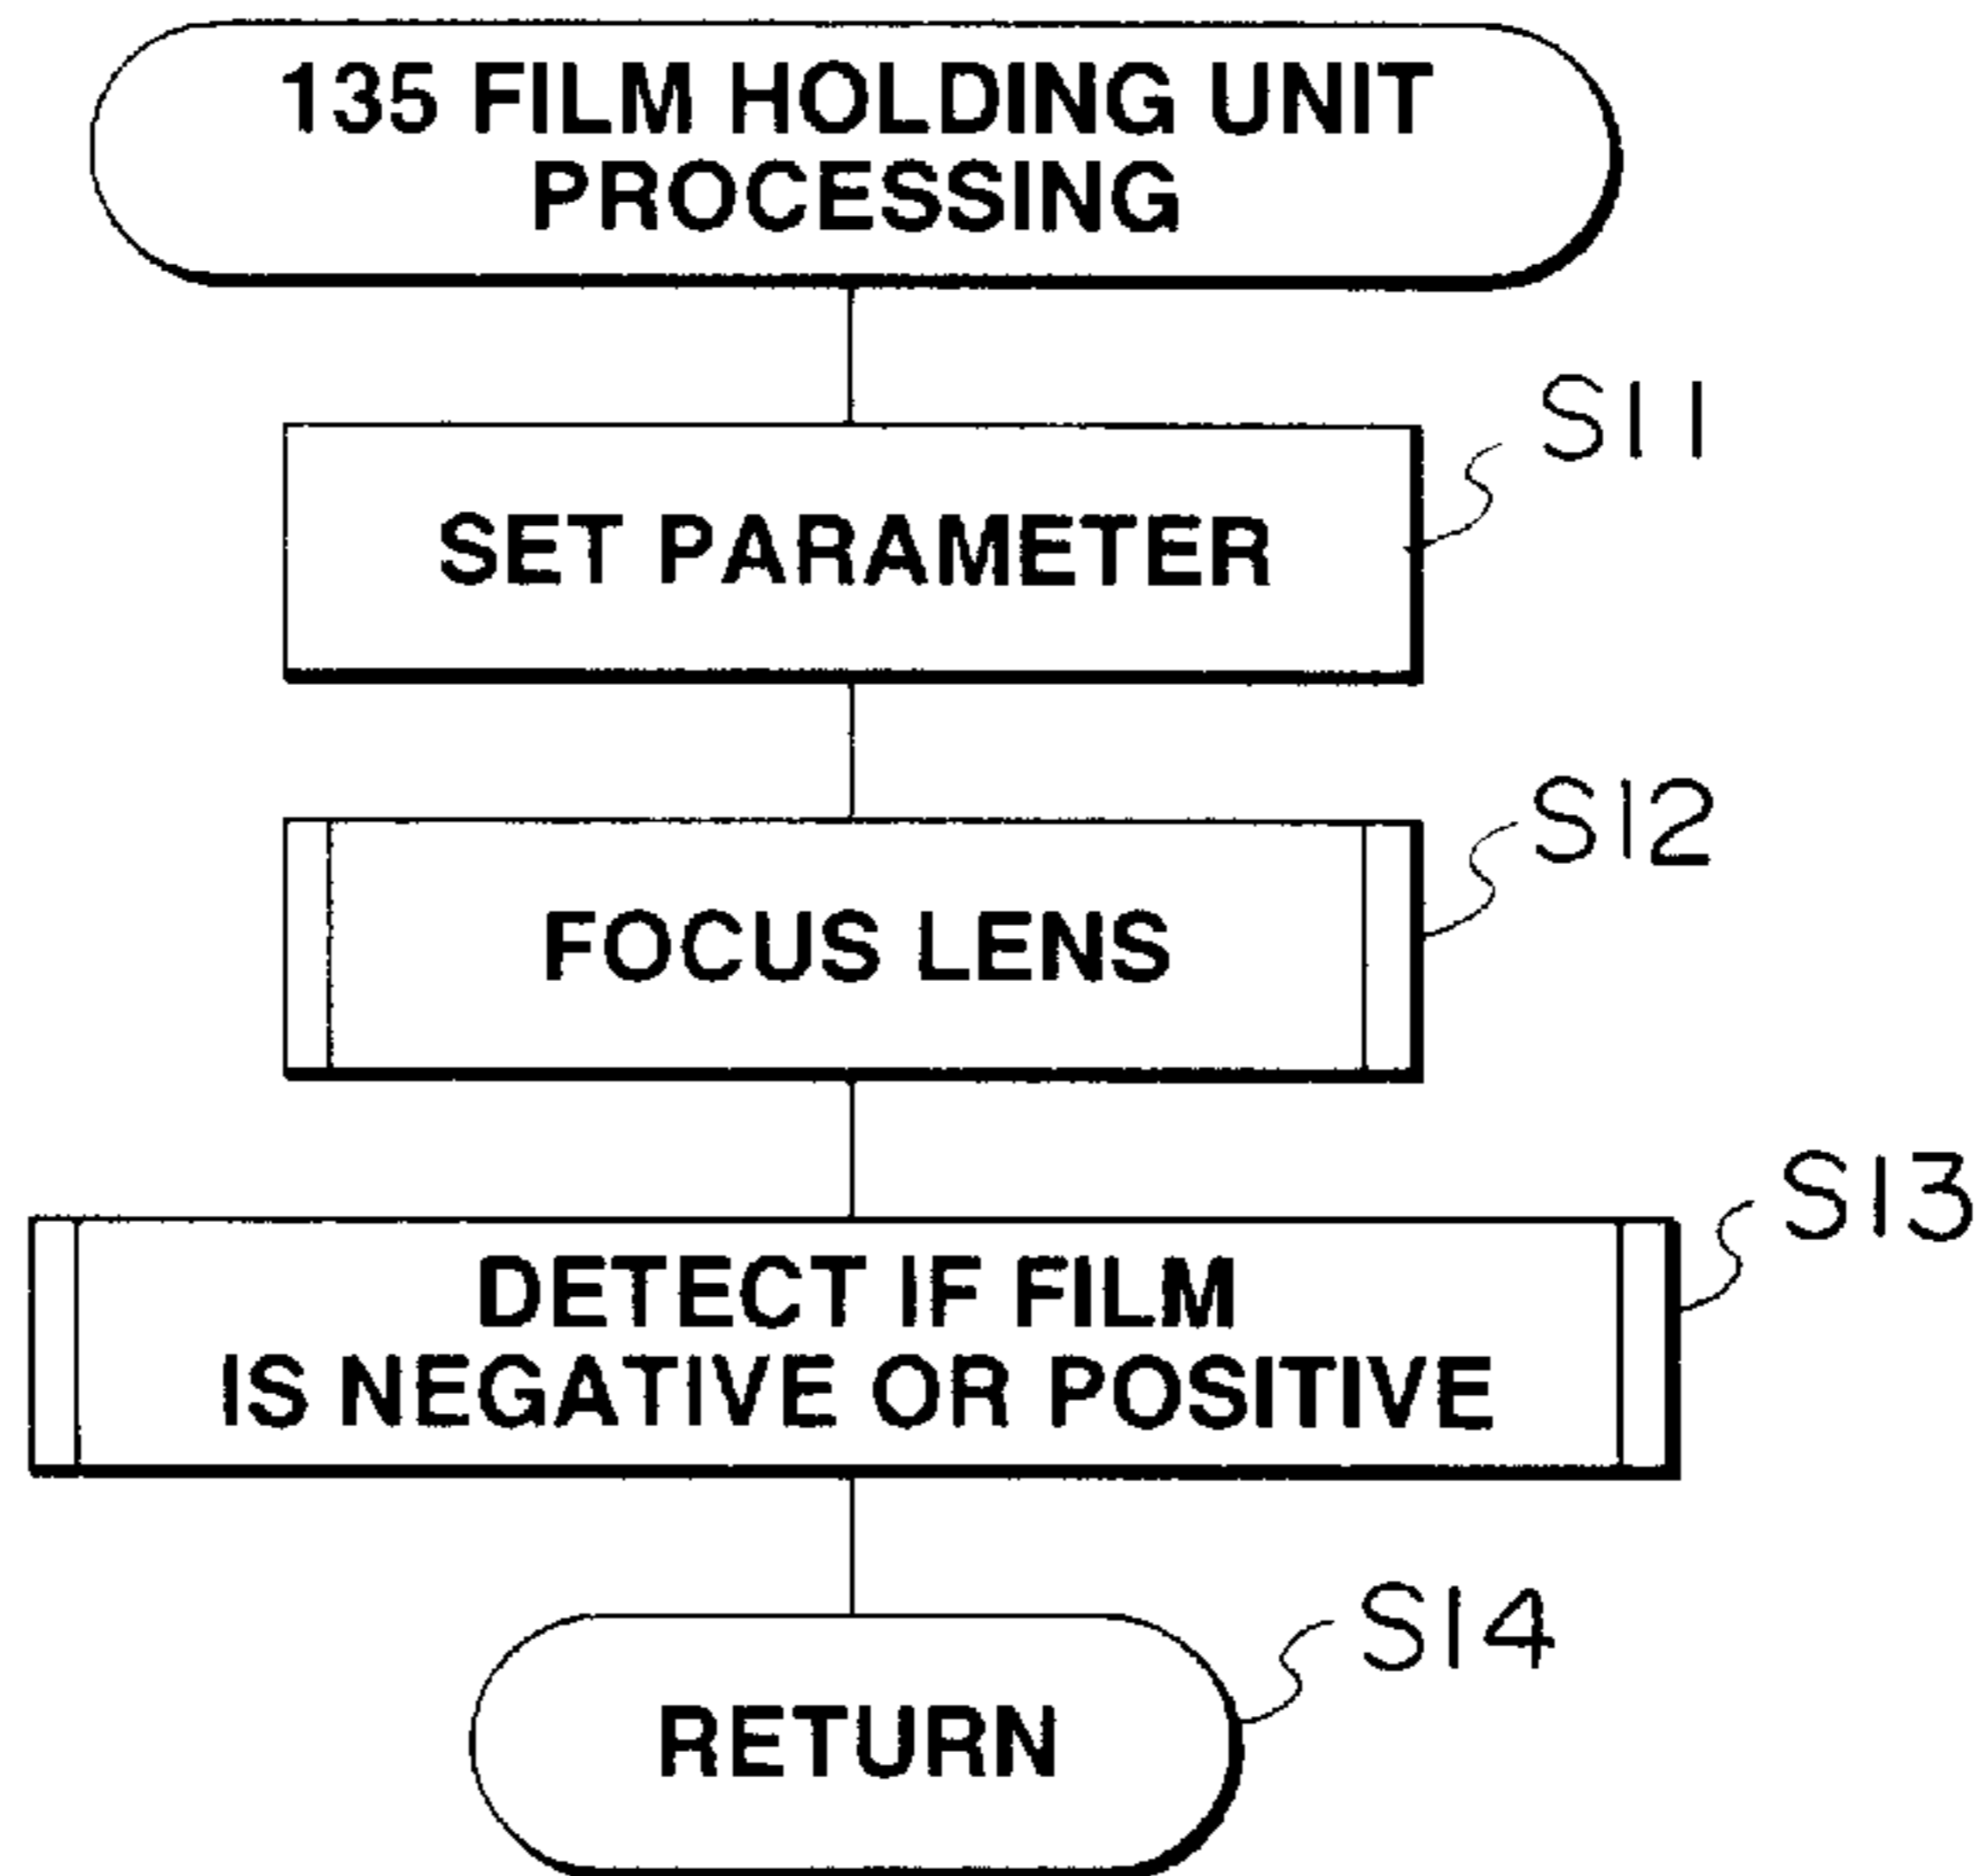 135 FILM HOLDING UNIT
PROCESSING
S11
SET PARAMETER
S12
FOCUS LENS
S13
DETECT IF FILM
IS NEGATIVE OR POSITIVE
S14
RETURN